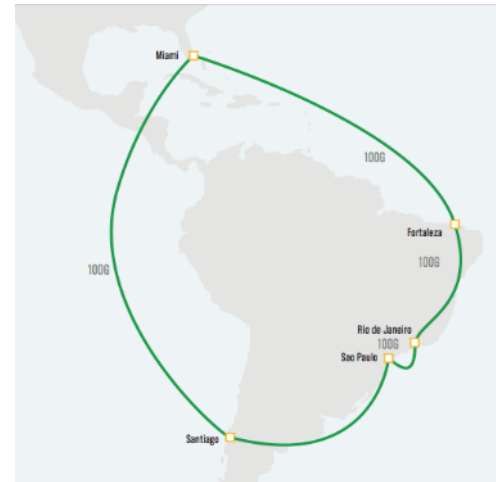 Miami
100G
Fortaleza
100G
100G
Rio de Janeiro
100G
Sao Paulo
Santiago